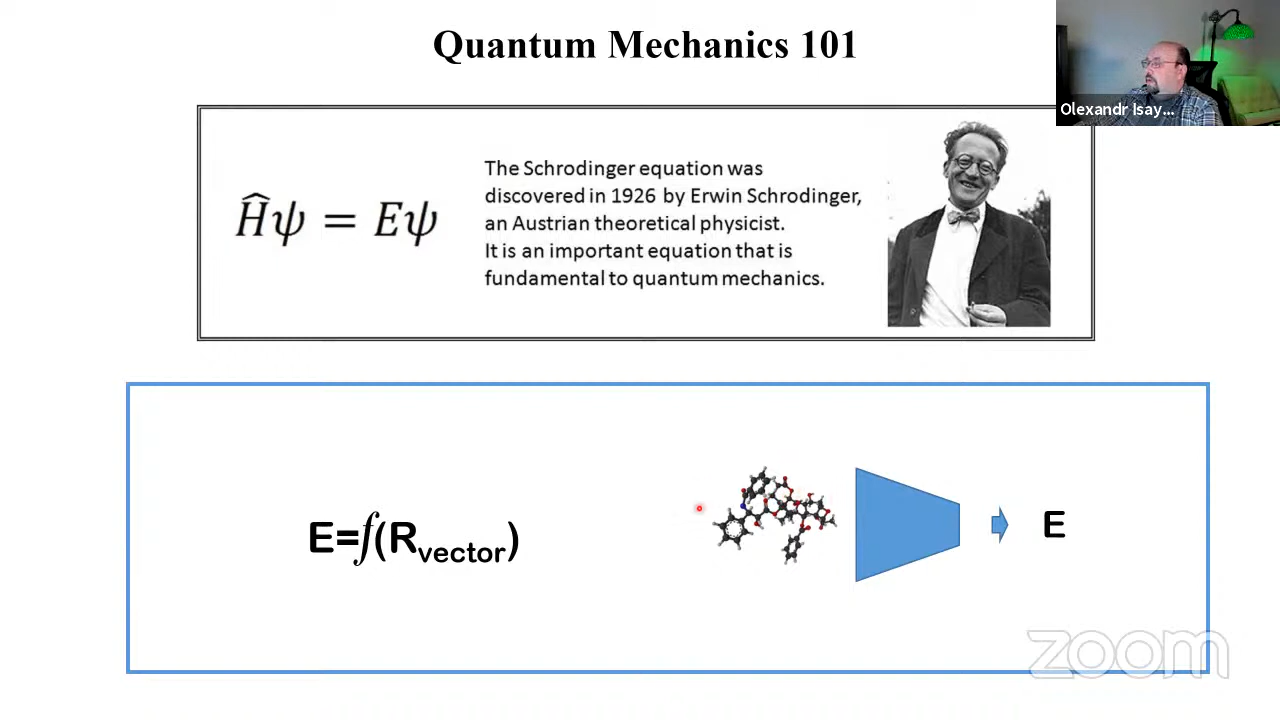 Quantum Mechanics 101
Olexandr Isay...
The Schrodinger equation was
discovered in 1926 by Erwin Schrodinger,
an Austrian theoretical physicist.
It is an important equation that is
fundamental to quantum mechanics.
Ĥψ = Eψ
E=f(Rvector)
E
zoom